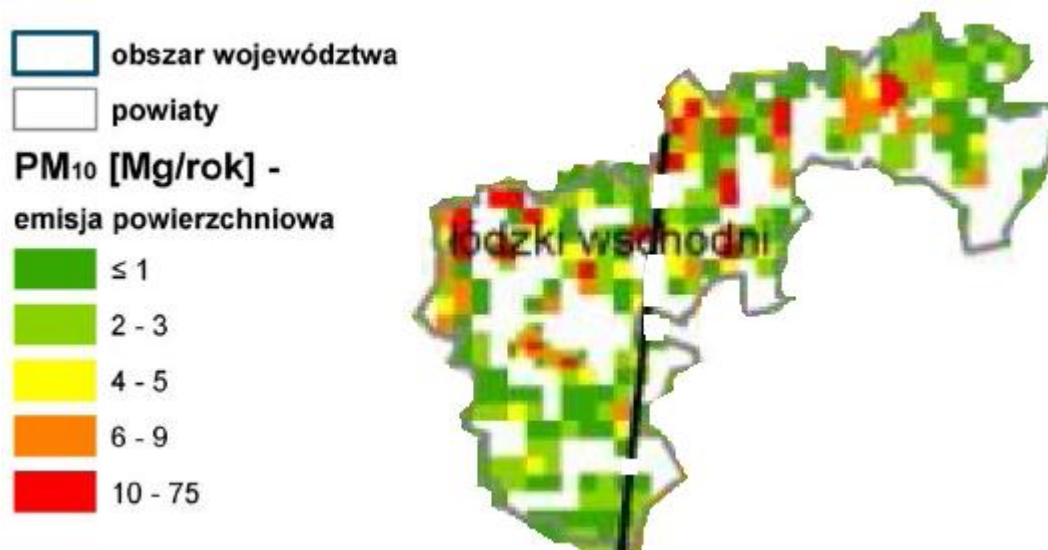 obszar województwa
powiaty
PM₁₀ [Mg/rok] -
emisja powierzchniowa
≤ 1
2 - 3
4 - 5
6 - 9
10 - 75
łódzki wschodni